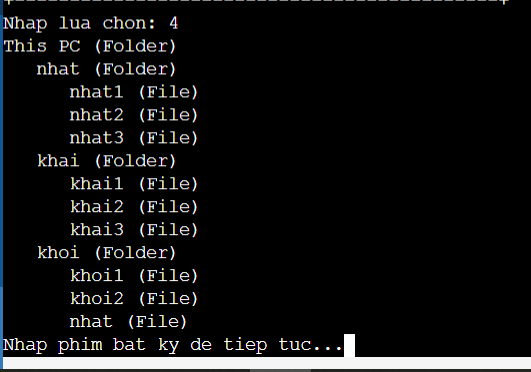 Nhap lua chon: 4
This PC (Folder)
   nhat (Folder)
      nhat1 (File)
      nhat2 (File)
      nhat3 (File)
   khai (Folder)
      khai1 (File)
      khai2 (File)
      khai3 (File)
   khoi (Folder)
      khoi1 (File)
      khoi2 (File)
      nhat (File)
Nhap phim bat ky de tiep tuc...